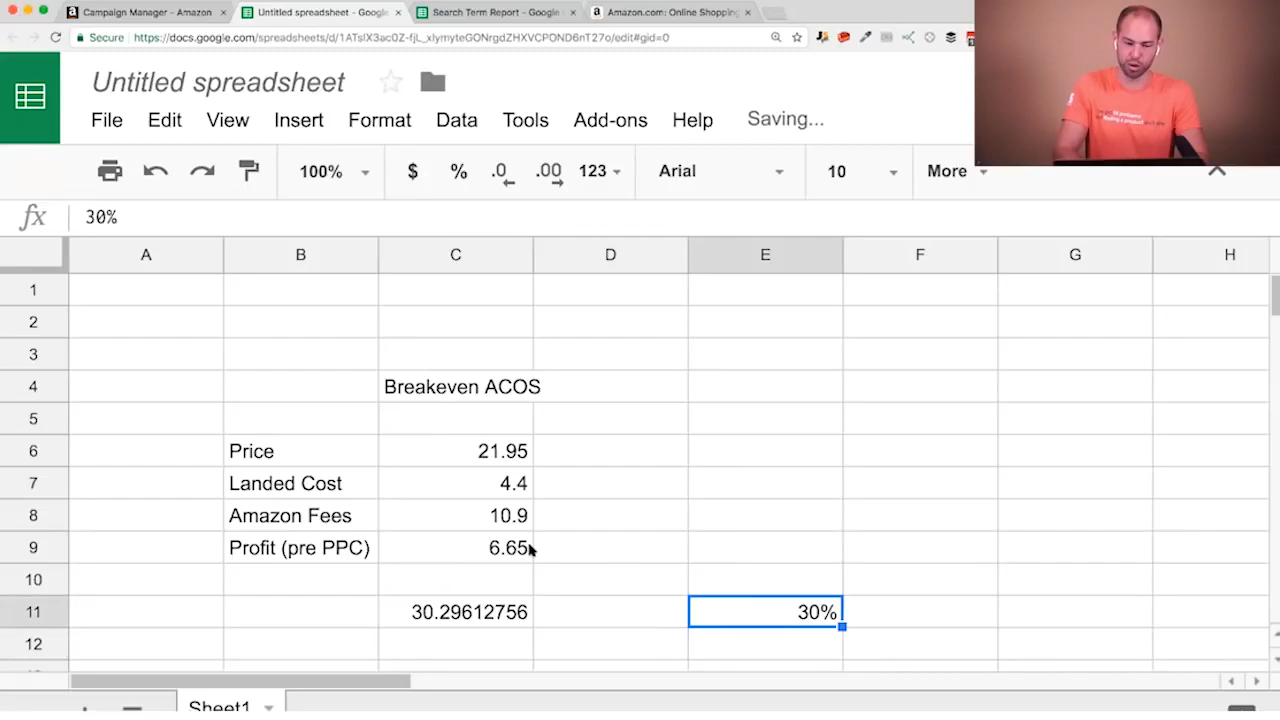 Campaign Manager - Amazon
Untitled spreadsheet - Google
Search Term Report - Google
Amazon.com: Online Shopping
Secure
https://docs.google.com/spreadsheets/d/1ATsIX3ac0Z-fjL_xlymyteGONrgdZHXVCPOND6nT27o/edit#gid=0
Untitled spreadsheet
File Edit View Insert Format Data Tools Add-ons Help Saving...
100% $ % .0 .00 123 Arial 10 More
fx 30%
A B C D E F G H
1
2
3
4 Breakeven ACOS
5
6 Price 21.95
7 Landed Cost 4.4
8 Amazon Fees 10.9
9 Profit (pre PPC) 6.65
10
11 30.29612756 30%
12
Sheet1